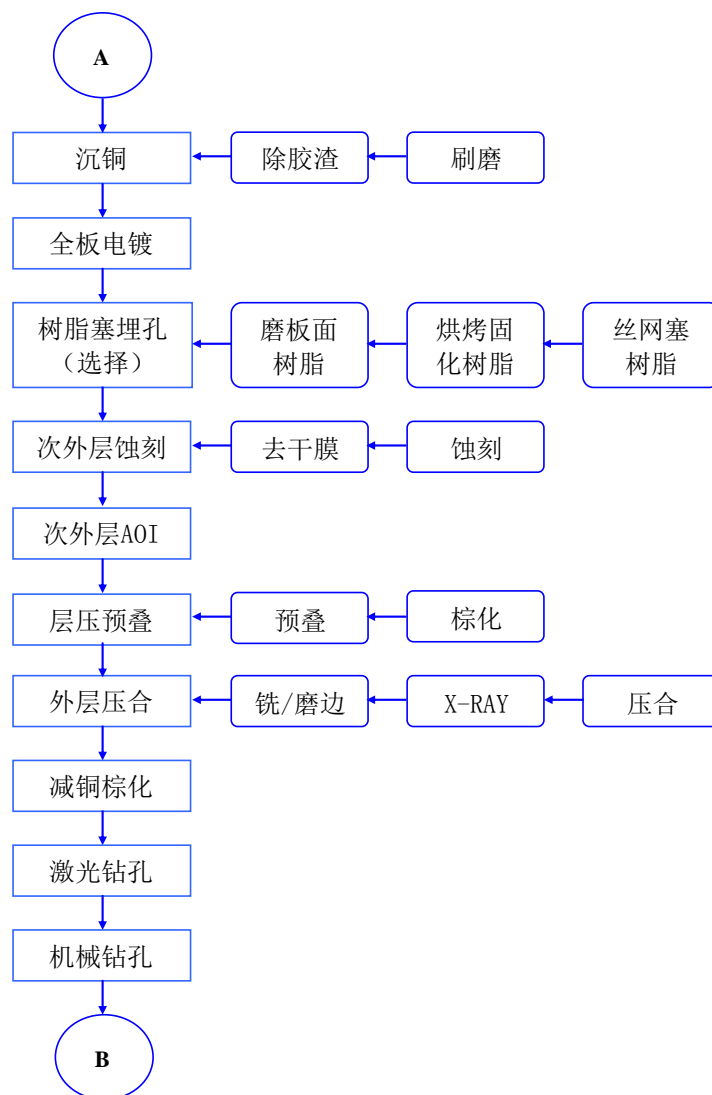 A
沉铜
除胶渣
刷磨
全板电镀
树脂塞埋孔
（选择）
磨板面
树脂
烘烤固
化树脂
丝网塞
树脂
次外层蚀刻
去干膜
蚀刻
次外层AOI
层压预叠
预叠
棕化
外层压合
铣/磨边
X-RAY
压合
减铜棕化
激光钻孔
机械钻孔
B